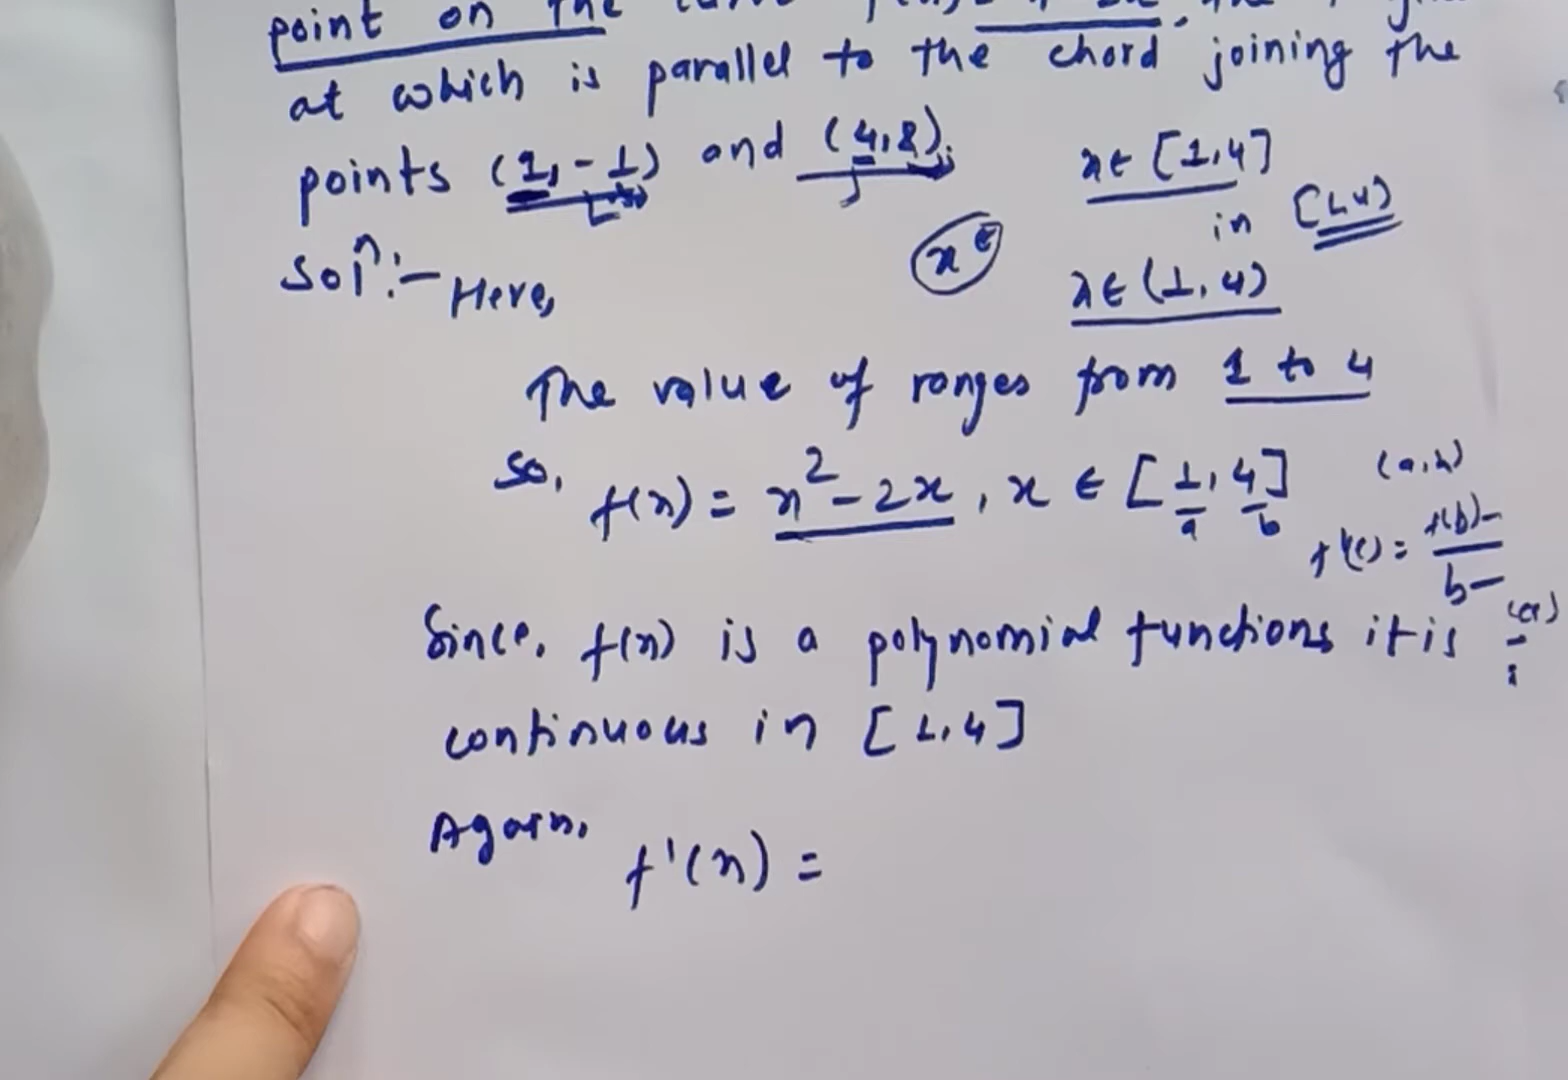 point on the
at which is parallel to the chord joining the
points (1, -1) and (4,8).
x ∈ [1,4]
in [1,4)
x ∈
x ∈ (1,4)
Solⁿ:- Here,
The value of ranges from 1 to 4
So, f(x) = x² - 2x, x ∈ [1,4]
a b
(a,b)
f'(c) = f(b)-
b-
(a)
Since, f(x) is a polynomial functions it is
continuous in [1,4]
Again, f'(x) =